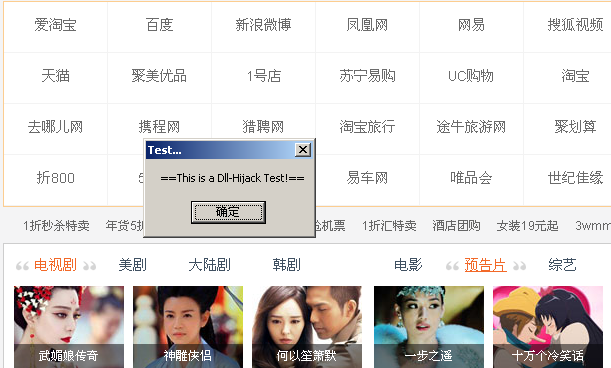 爱淘宝 百度 新浪微博 凤凰网 网易 搜狐视频
天猫 聚美优品 1号店 苏宁易购 UC购物 淘宝
去哪儿网 携程网 猎聘网 淘宝旅行 途牛旅游网 聚划算
Test...
折800 易车网 唯品会 世纪佳缘
==This is a Dll-Hijack Test!==
确定
1折秒杀特卖 年货5折 机票 1折汇特卖 酒店团购 女装19元起 3wmm
电视剧 美剧 大陆剧 韩剧 电影 预告片 综艺
武媚娘传奇 神雕侠侣 何以笙箫默 一步之遥 十万个冷笑话